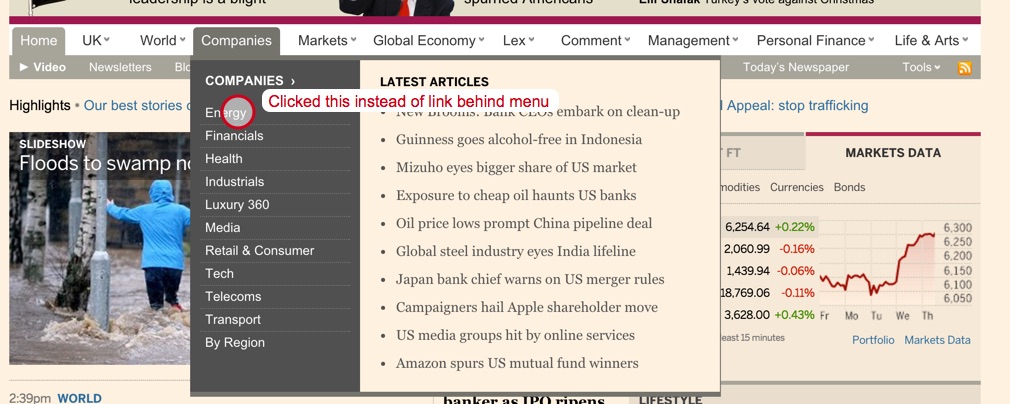 leadership is a blight
spurned Americans
Elif Shafak Turkey's vote against Christmas
Home UK World Companies Markets Global Economy Lex Comment Management Personal Finance Life & Arts
Video Newsletters Today's Newspaper Tools
COMPANIES ›
LATEST ARTICLES
Highlights • Our best stories
Appeal: stop trafficking
Clicked this instead of link behind menu
Energy
Financials
Health
Industrials
Luxury 360
Media
Retail & Consumer
Tech
Telecoms
Transport
By Region
• New Brooms: Bank CEOs embark on clean-up
• Guinness goes alcohol-free in Indonesia
• Mizuho eyes bigger share of US market
• Exposure to cheap oil haunts US banks
• Oil price lows prompt China pipeline deal
• Global steel industry eyes India lifeline
• Japan bank chief warns on US merger rules
• Campaigners hail Apple shareholder move
• US media groups hit by online services
• Amazon spurs US mutual fund winners
SLIDESHOW
Floods to swamp
FT MARKETS DATA
Currencies Bonds
6,254.64 +0.22%
2,060.99 -0.16%
1,439.94 -0.06%
18,769.06 -0.11%
3,628.00 +0.43%
6,300
6,250
6,200
6,150
6,100
6,050
Fr Mo Tu We Th
least 15 minutes
Portfolio Markets Data
2:39pm WORLD
banker as IPO ripens
LIFESTYLE